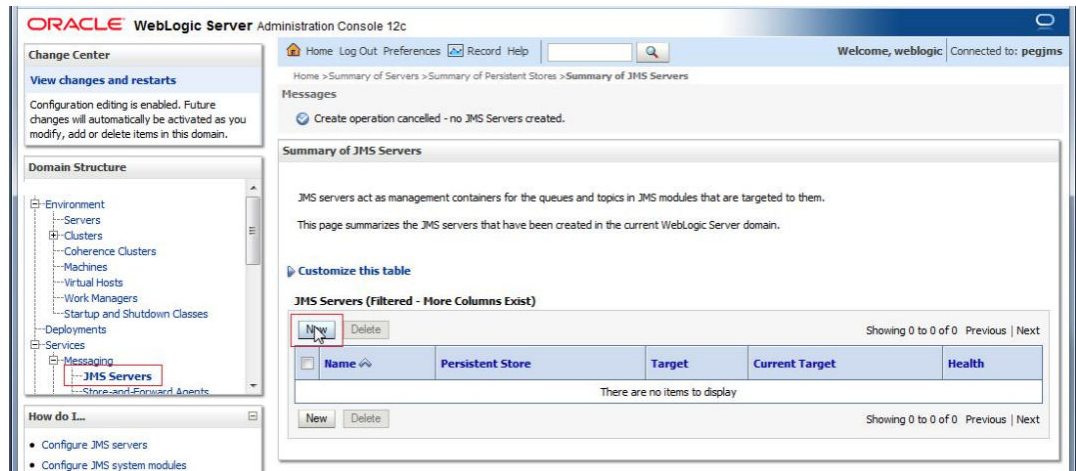 ORACLE WebLogic Server Administration Console 12c
Change Center
View changes and restarts
Configuration editing is enabled. Future
changes will automatically be activated as you
modify, add or delete items in this domain.
Domain Structure
Environment
Servers
Clusters
Coherence Clusters
Machines
Virtual Hosts
Work Managers
Startup and Shutdown Classes
Deployments
Services
Messaging
JMS Servers
Store-and-Forward Agents
How do I...
Configure JMS servers
Configure JMS system modules
Home Log Out Preferences Record Help
Welcome, weblogic Connected to: pegjms
Home >Summary of Servers >Summary of Persistent Stores >Summary of JMS Servers
Messages
Create operation cancelled - no JMS Servers created.
Summary of JMS Servers
JMS servers act as management containers for the queues and topics in JMS modules that are targeted to them.
This page summarizes the JMS servers that have been created in the current WebLogic Server domain.
Customize this table
JMS Servers (Filtered - More Columns Exist)
New Delete Showing 0 to 0 of 0 Previous | Next
Name Persistent Store Target Current Target Health
There are no items to display
New Delete Showing 0 to 0 of 0 Previous | Next